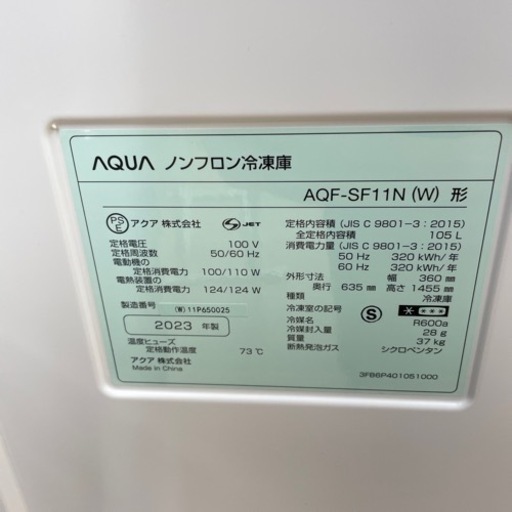 AQUA ノンフロン冷凍庫
AQF-SF11N (W) 形
PS E アクア 株式会社 S JET
定格電圧 100 V
定格周波数 50/60 Hz
電動機の
定格消費電力 100/110 W
電熱装置の
定格消費電力 124/124 W
製造番号 (W) 11P650025
2023 年製
温度ヒューズ
定格動作温度 73℃
アクア 株式会社
Made in China
定格内容積 (JIS C 9801-3 : 2015)
全定格内容積 105 L
消費電力量 (JIS C 9801-3 : 2015)
50 Hz 320 kWh/年
60 Hz 320 kWh/年
外形寸法 幅 360 mm
奥行 635 mm 高さ 1455 mm
種類 冷凍庫
冷凍室の記号 S * ***
冷媒名 R600a
冷媒封入量 28 g
質量 37 kg
断熱発泡ガス シクロペンタン
3FB6P401051000